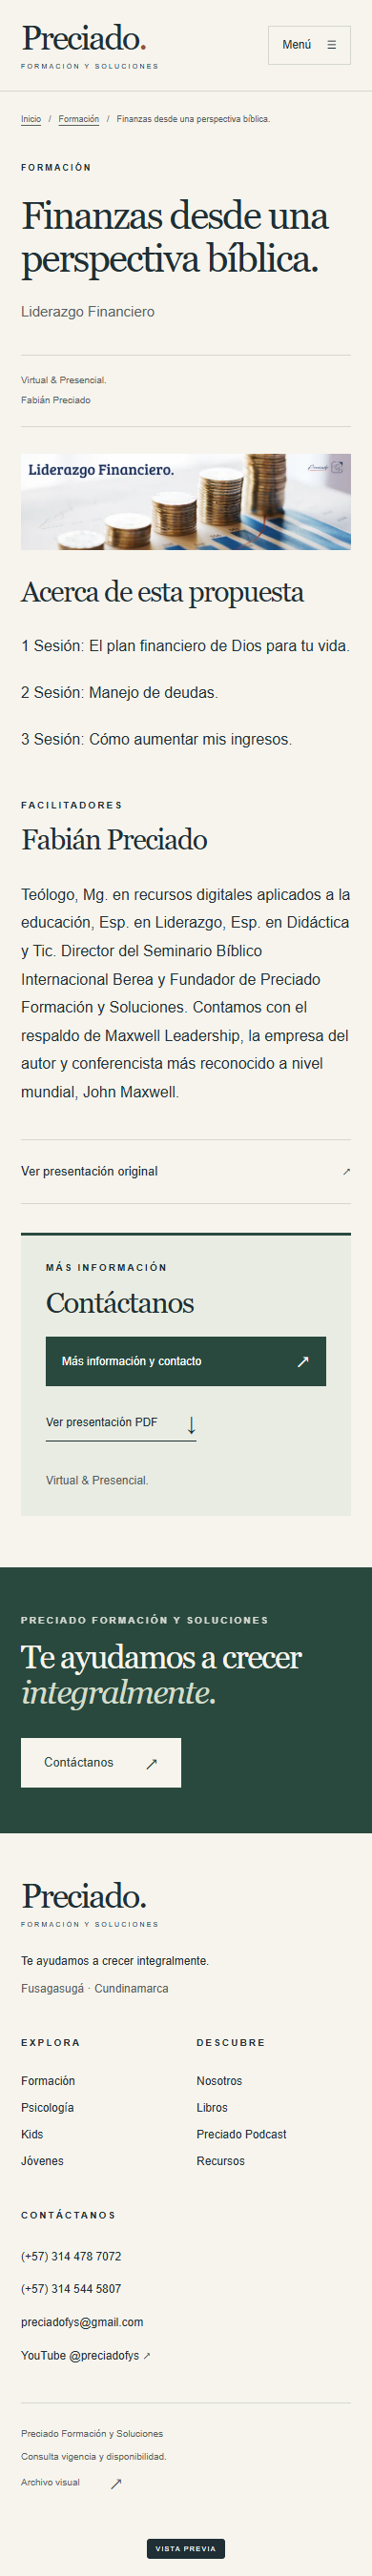 Preciado.
FORMACIÓN Y SOLUCIONES
Menú ☰
Inicio / Formación / Finanzas desde una perspectiva bíblica.
FORMACIÓN
Finanzas desde una
perspectiva bíblica.
Liderazgo Financiero
Virtual & Presencial.
Fabián Preciado
Liderazgo Financiero.
Acerca de esta propuesta
1 Sesión: El plan financiero de Dios para tu vida.
2 Sesión: Manejo de deudas.
3 Sesión: Cómo aumentar mis ingresos.
FACILITADORES
Fabián Preciado
Teólogo, Mg. en recursos digitales aplicados a la
educación, Esp. en Liderazgo, Esp. en Didáctica
y Tic. Director del Seminario Bíblico
Internacional Berea y Fundador de Preciado
Formación y Soluciones. Contamos con el
respaldo de Maxwell Leadership, la empresa del
autor y conferencista más reconocido a nivel
mundial, John Maxwell.
Ver presentación original ↗
MÁS INFORMACIÓN
Contáctanos
Más información y contacto ↗
Ver presentación PDF ↓
Virtual & Presencial.
PRECIADO FORMACIÓN Y SOLUCIONES
Te ayudamos a crecer
integralmente.
Contáctanos ↗
Preciado.
FORMACIÓN Y SOLUCIONES
Te ayudamos a crecer integralmente.
Fusagasugá · Cundinamarca
EXPLORA
Formación
Psicología
Kids
Jóvenes
DESCUBRE
Nosotros
Libros
Preciado Podcast
Recursos
CONTÁCTANOS
(+57) 314 478 7072
(+57) 314 544 5807
preciadofys@gmail.com
YouTube @preciadofys ↗
Preciado Formación y Soluciones
Consulta vigencia y disponibilidad.
Archivo visual ↗
VISTA PREVIA